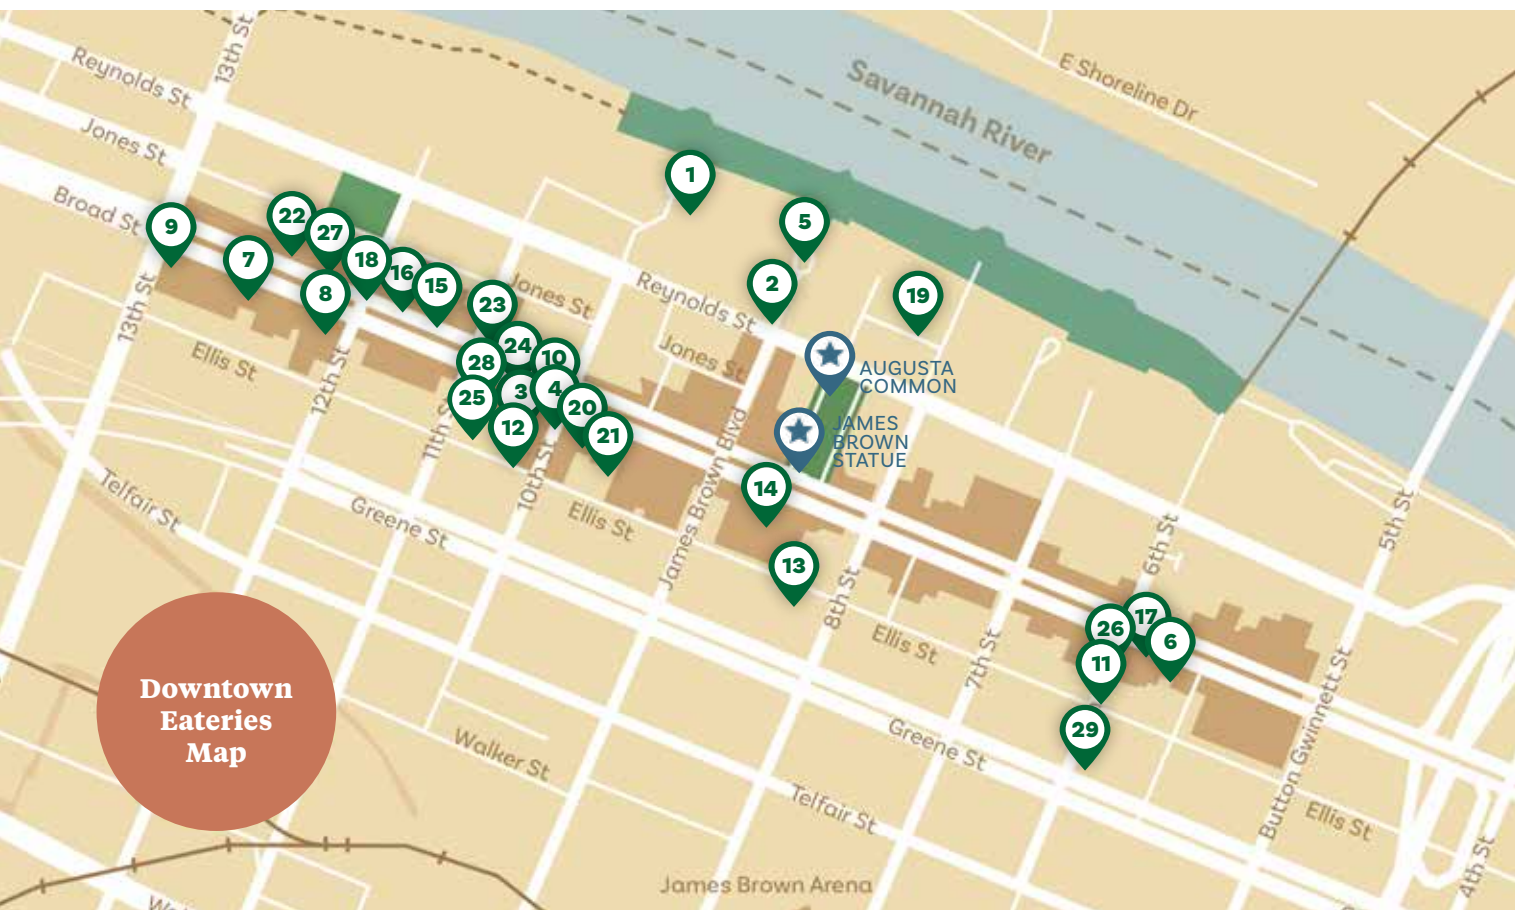 13th St
Reynolds St
Savannah River
E Shoreline Dr
Jones St
1
Broad St
9
22
27
5
7
18
16
15
8
23
Jones St
Reynolds St
2
19
13th St
Ellis St
12th St
24
28
10
Jones St
AUGUSTA
COMMON
25
3
4
20
12
21
11th S
10th St
JAMES
BROWN
STATUE
James Brown Blvd
14
Telfair St
Greene St
Ellis St
13
8th St
5th St
6th St
Ellis St
7th St
26
17
6
11
29
Downtown
Eateries
Map
Walker St
Greene St
Button Gwinnett St
Telfair St
Ellis St
4th St
James Brown Arena